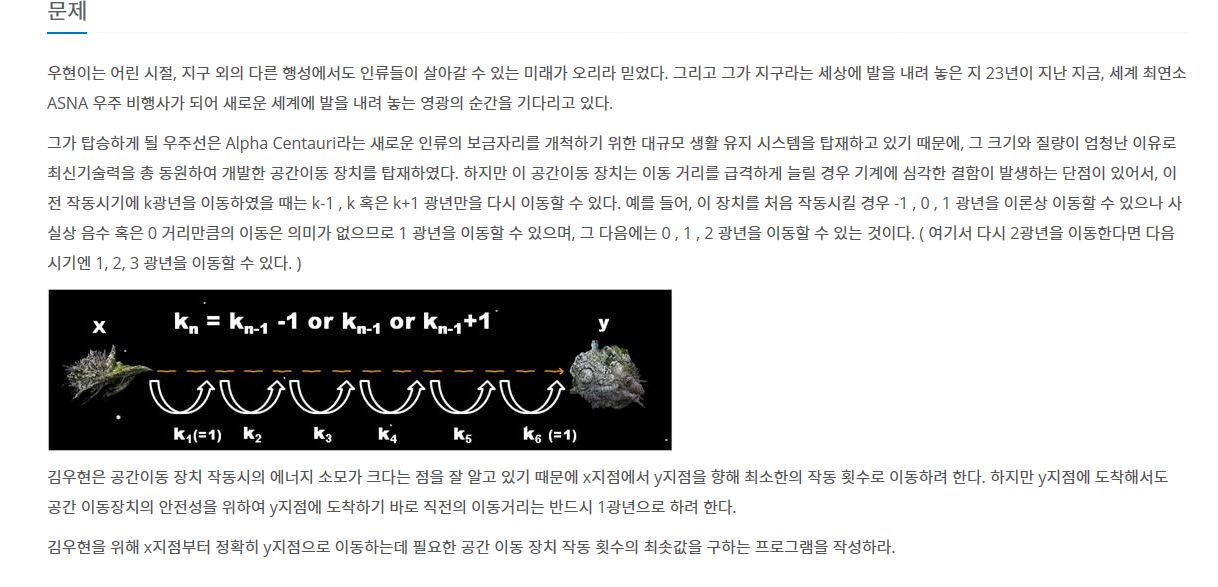 문제
우현이는 어린 시절, 지구 외의 다른 행성에서도 인류들이 살아갈 수 있는 미래가 오리라 믿었다. 그리고 그가 지구라는 세상에 발을 내려 놓은 지 23년이 지난 지금, 세계 최연소
ASNA 우주 비행사가 되어 새로운 세계에 발을 내려 놓는 영광의 순간을 기다리고 있다.
그가 탑승하게 될 우주선은 Alpha Centauri라는 새로운 인류의 보금자리를 개척하기 위한 대규모 생활 유지 시스템을 탑재하고 있기 때문에, 그 크기와 질량이 엄청난 이유로
최신기술력을 총 동원하여 개발한 공간이동 장치를 탑재하였다. 하지만 이 공간이동 장치는 이동 거리를 급격하게 늘릴 경우 기계에 심각한 결함이 발생하는 단점이 있어서, 이
전 작동시기에 k광년을 이동하였을 때는 k-1 , k 혹은 k+1 광년만을 다시 이동할 수 있다. 예를 들어, 이 장치를 처음 작동시킬 경우 -1 , 0 , 1 광년을 이론상 이동할 수 있으나 사
실상 음수 혹은 0 거리만큼의 이동은 의미가 없으므로 1 광년을 이동할 수 있으며, 그 다음에는 0 , 1 , 2 광년을 이동할 수 있는 것이다. ( 여기서 다시 2광년을 이동한다면 다음
시기엔 1, 2, 3 광년을 이동할 수 있다. )
kₙ = kₙ₋₁ -1 or kₙ₋₁ or kₙ₋₁+1
x y
k₁(=1) k₂ k₃ k₄ k₅ k₆ (=1)
김우현은 공간이동 장치 작동시의 에너지 소모가 크다는 점을 잘 알고 있기 때문에 x지점에서 y지점을 향해 최소한의 작동 횟수로 이동하려 한다. 하지만 y지점에 도착해서도
공간 이동장치의 안전성을 위하여 y지점에 도착하기 바로 직전의 이동거리는 반드시 1광년으로 하려 한다.
김우현을 위해 x지점부터 정확히 y지점으로 이동하는데 필요한 공간 이동 장치 작동 횟수의 최솟값을 구하는 프로그램을 작성하라.